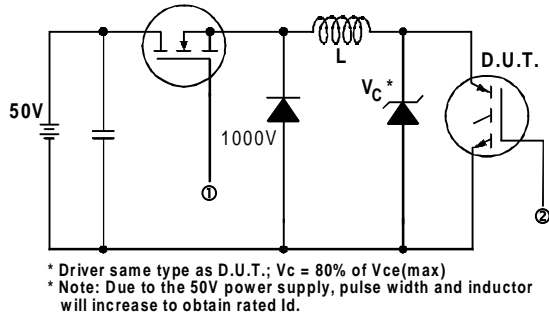 D.U.T.
L
V_C *
50V
1000V
①
②
* Driver same type as D.U.T.; Vc = 80% of Vce(max)
* Note: Due to the 50V power supply, pulse width and inductor
will increase to obtain rated Id.